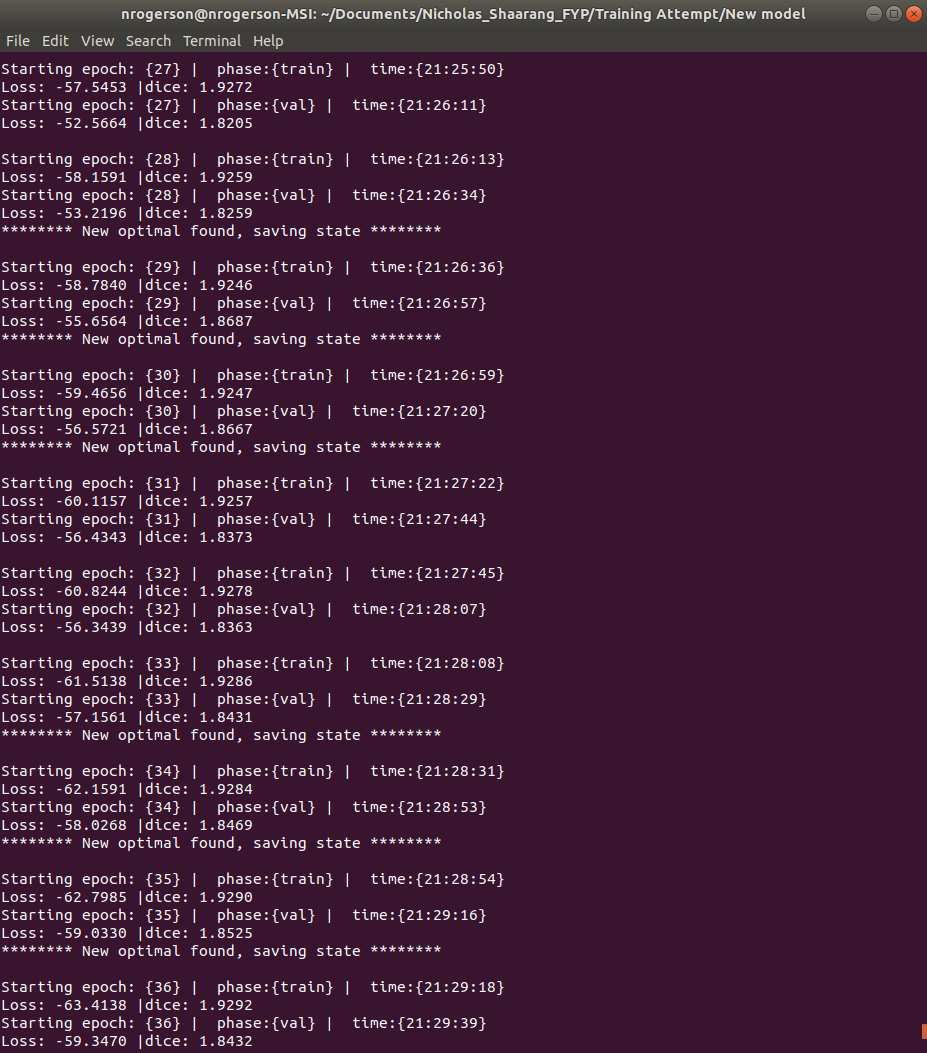 nrogerson@nrogerson-MSI: ~/Documents/Nicholas_Shaarang_FYP/Training Attempt/New model
File Edit View Search Terminal Help
Starting epoch: {27} | phase:{train} | time:{21:25:50}
Loss: -57.5453 |dice: 1.9272
Starting epoch: {27} | phase:{val} | time:{21:26:11}
Loss: -52.5664 |dice: 1.8205
Starting epoch: {28} | phase:{train} | time:{21:26:13}
Loss: -58.1591 |dice: 1.9259
Starting epoch: {28} | phase:{val} | time:{21:26:34}
Loss: -53.2196 |dice: 1.8259
******** New optimal found, saving state ********
Starting epoch: {29} | phase:{train} | time:{21:26:36}
Loss: -58.7840 |dice: 1.9246
Starting epoch: {29} | phase:{val} | time:{21:26:57}
Loss: -55.6564 |dice: 1.8687
******** New optimal found, saving state ********
Starting epoch: {30} | phase:{train} | time:{21:26:59}
Loss: -59.4656 |dice: 1.9247
Starting epoch: {30} | phase:{val} | time:{21:27:20}
Loss: -56.5721 |dice: 1.8667
******** New optimal found, saving state ********
Starting epoch: {31} | phase:{train} | time:{21:27:22}
Loss: -60.1157 |dice: 1.9257
Starting epoch: {31} | phase:{val} | time:{21:27:44}
Loss: -56.4343 |dice: 1.8373
Starting epoch: {32} | phase:{train} | time:{21:27:45}
Loss: -60.8244 |dice: 1.9278
Starting epoch: {32} | phase:{val} | time:{21:28:07}
Loss: -56.3439 |dice: 1.8363
Starting epoch: {33} | phase:{train} | time:{21:28:08}
Loss: -61.5138 |dice: 1.9286
Starting epoch: {33} | phase:{val} | time:{21:28:29}
Loss: -57.1561 |dice: 1.8431
******** New optimal found, saving state ********
Starting epoch: {34} | phase:{train} | time:{21:28:31}
Loss: -62.1591 |dice: 1.9284
Starting epoch: {34} | phase:{val} | time:{21:28:53}
Loss: -58.0268 |dice: 1.8469
******** New optimal found, saving state ********
Starting epoch: {35} | phase:{train} | time:{21:28:54}
Loss: -62.7985 |dice: 1.9290
Starting epoch: {35} | phase:{val} | time:{21:29:16}
Loss: -59.0330 |dice: 1.8525
******** New optimal found, saving state ********
Starting epoch: {36} | phase:{train} | time:{21:29:18}
Loss: -63.4138 |dice: 1.9292
Starting epoch: {36} | phase:{val} | time:{21:29:39}
Loss: -59.3470 |dice: 1.8432